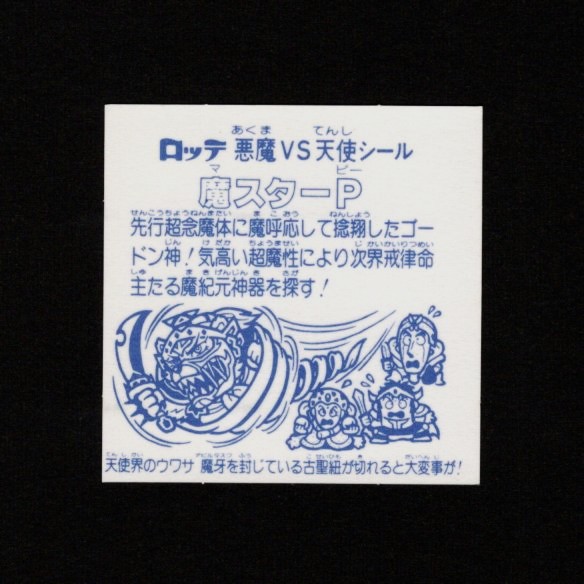 ロッテ 悪魔VS天使シール
魔スターP
先行超念魔体に魔呼応して捻翔したゴー
ドン神！気高い超魔性により次界戒律命
主たる魔紀元神器を探す！
天使界のウワサ 魔牙を封じている古聖紐が切れると大変事が！